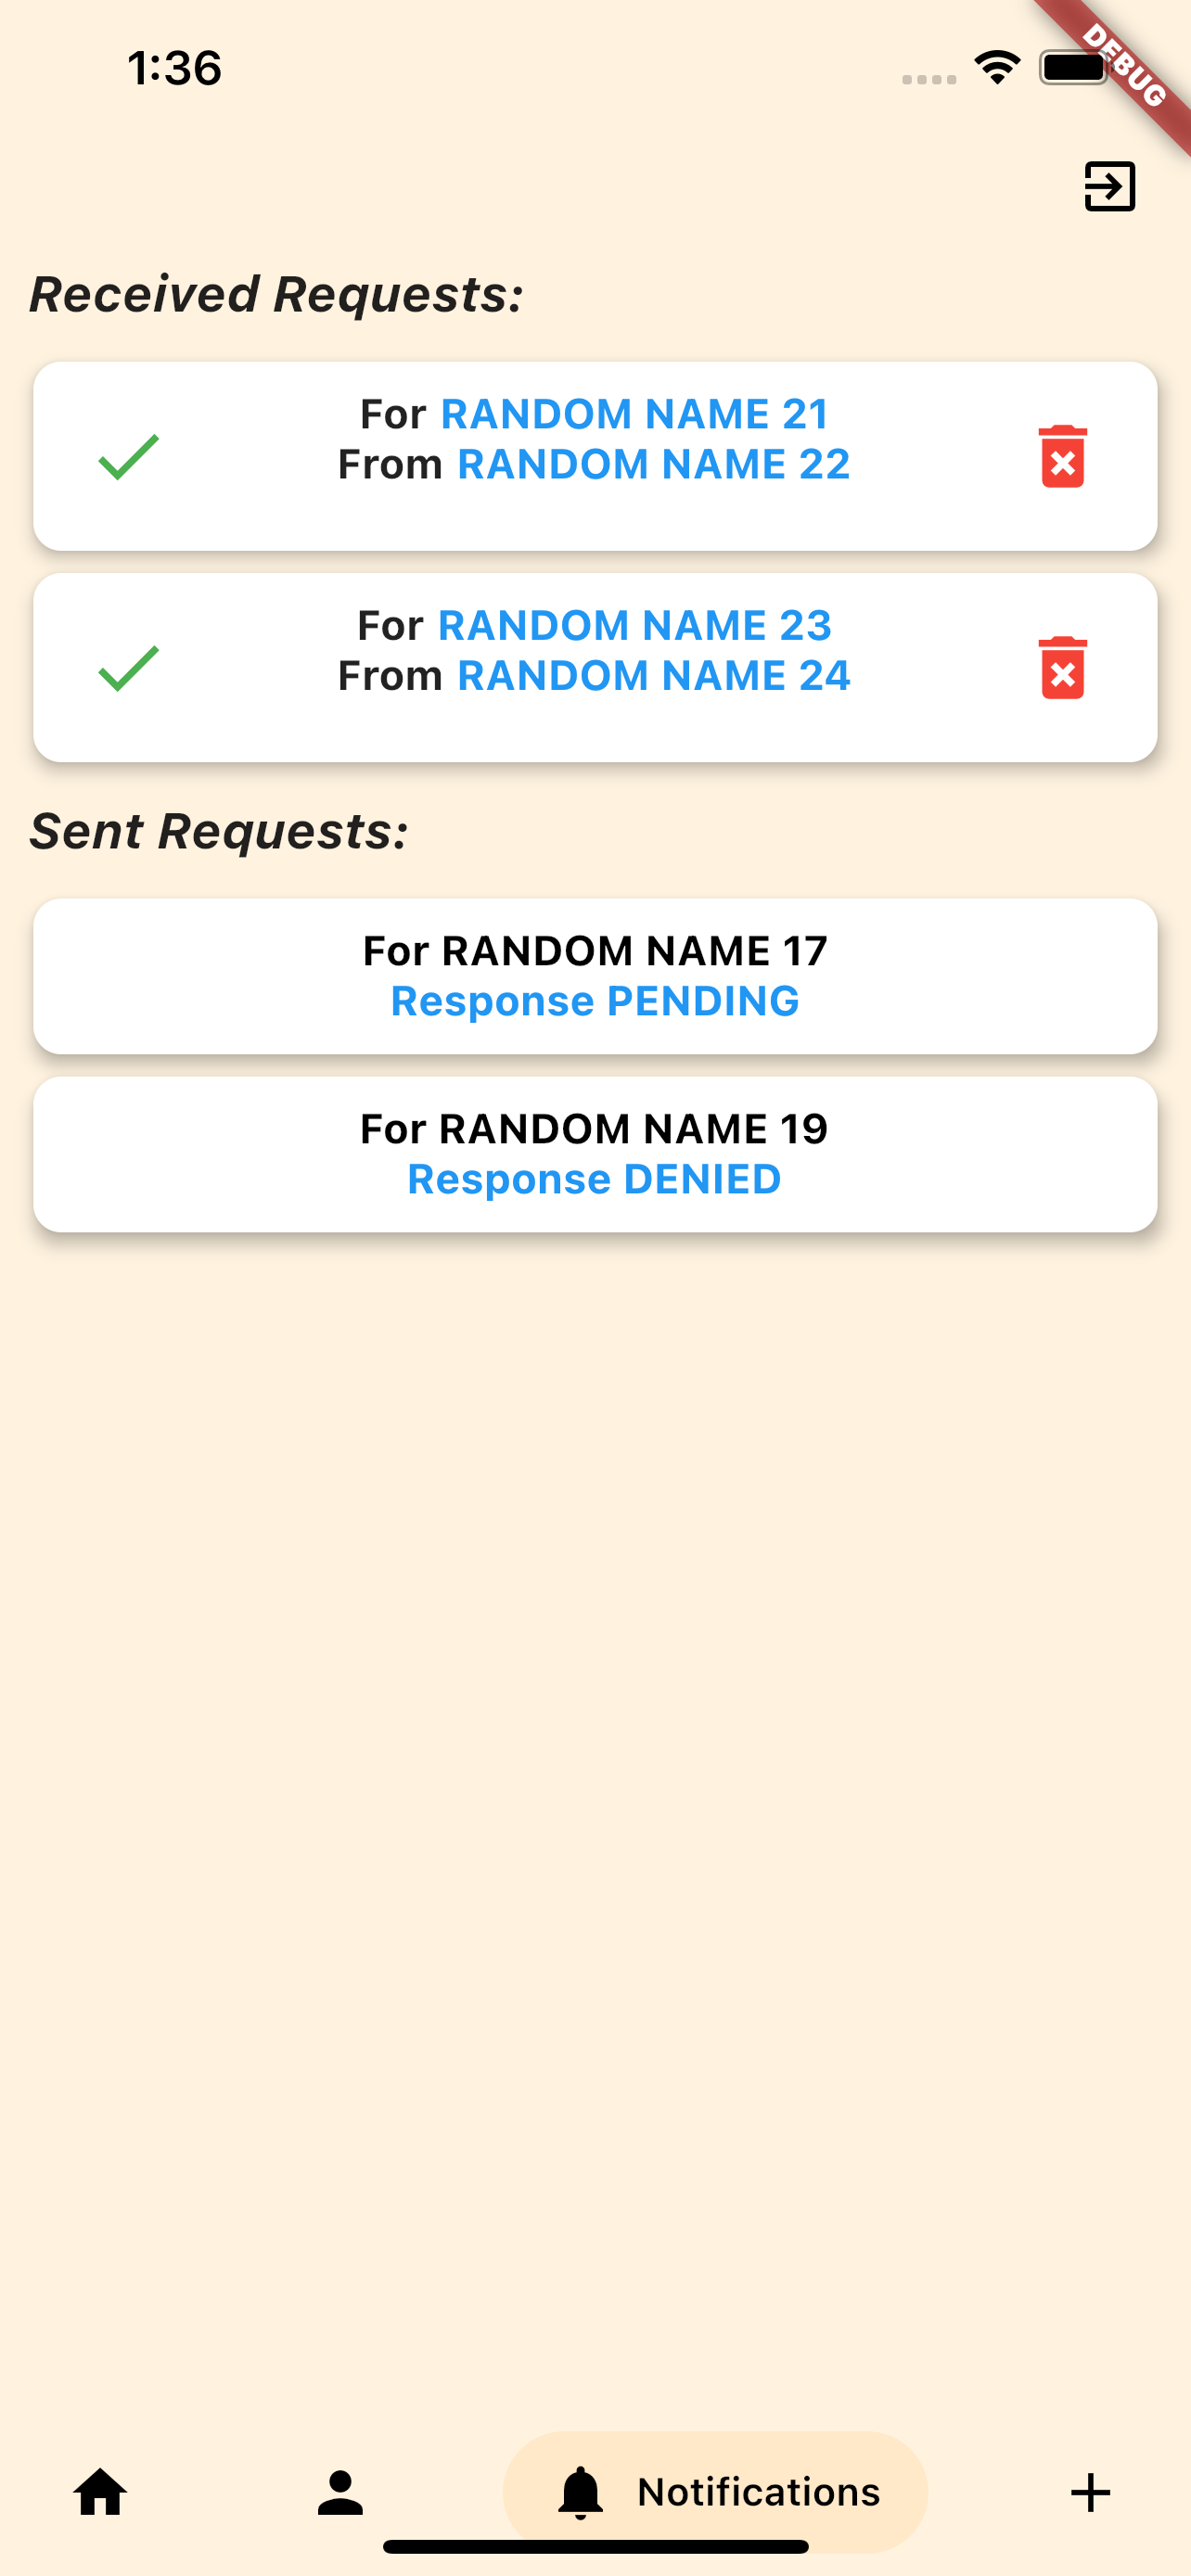 1:36
DEBUG
Received Requests:
For RANDOM NAME 21
From RANDOM NAME 22
For RANDOM NAME 23
From RANDOM NAME 24
Sent Requests:
For RANDOM NAME 17
Response PENDING
For RANDOM NAME 19
Response DENIED
Notifications